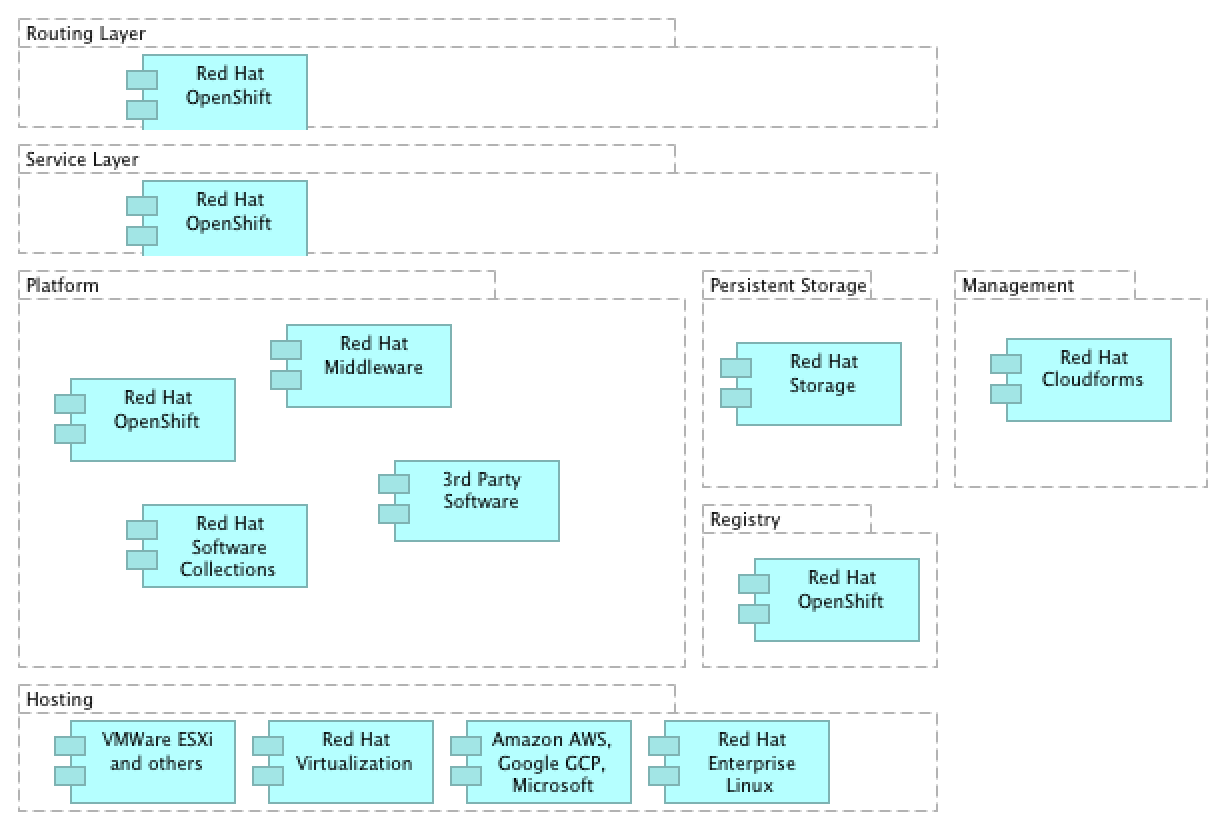 Routing Layer
Red Hat
OpenShift
Service Layer
Red Hat
OpenShift
Platform
Red Hat
Middleware
Red Hat
OpenShift
3rd Party
Software
Red Hat
Software
Collections
Persistent Storage
Red Hat
Storage
Management
Red Hat
Cloudforms
Registry
Red Hat
OpenShift
Hosting
VMWare ESXi
and others
Red Hat
Virtualization
Amazon AWS,
Google GCP,
Microsoft
Red Hat
Enterprise
Linux